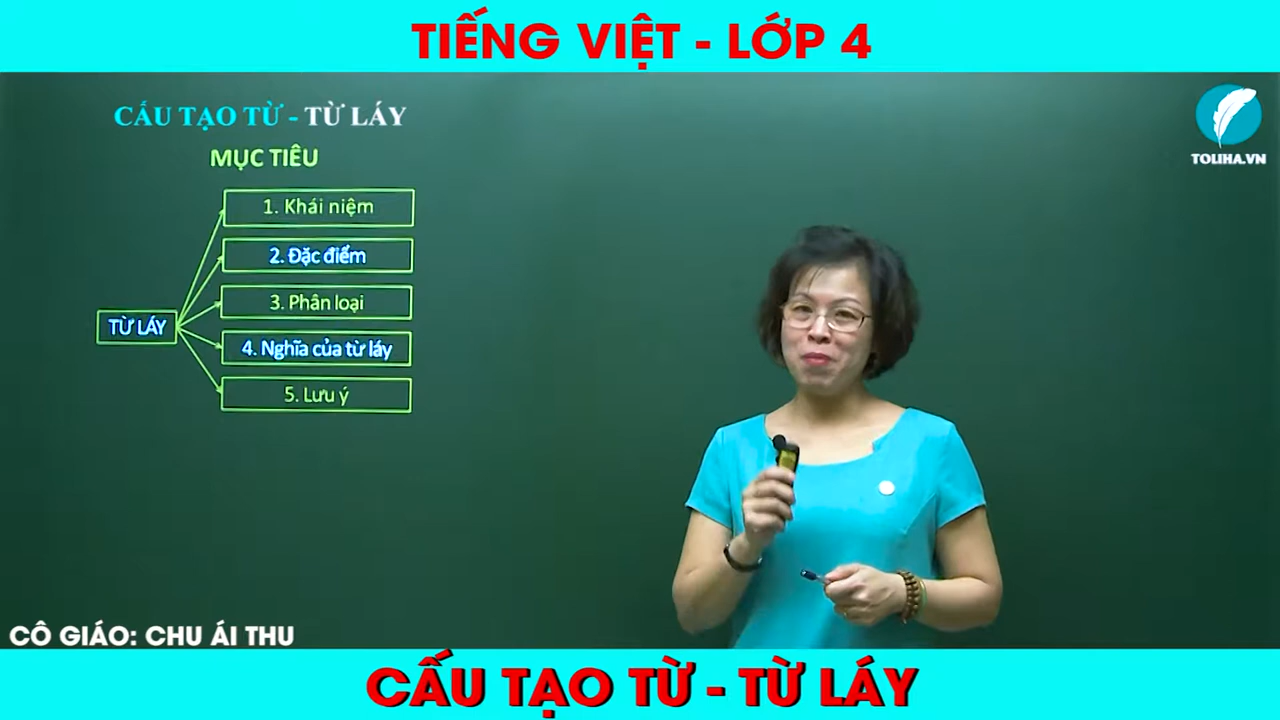 TIẾNG VIỆT - LỚP 4
CẤU TẠO TỪ - TỪ LÁY
MỤC TIÊU
TỪ LÁY
1. Khái niệm
2. Đặc điểm
3. Phân loại
4. Nghĩa của từ láy
5. Lưu ý
TOLIHA.VN
CÔ GIÁO: CHU ÁI THU
CẤU TẠO TỪ - TỪ LÁY